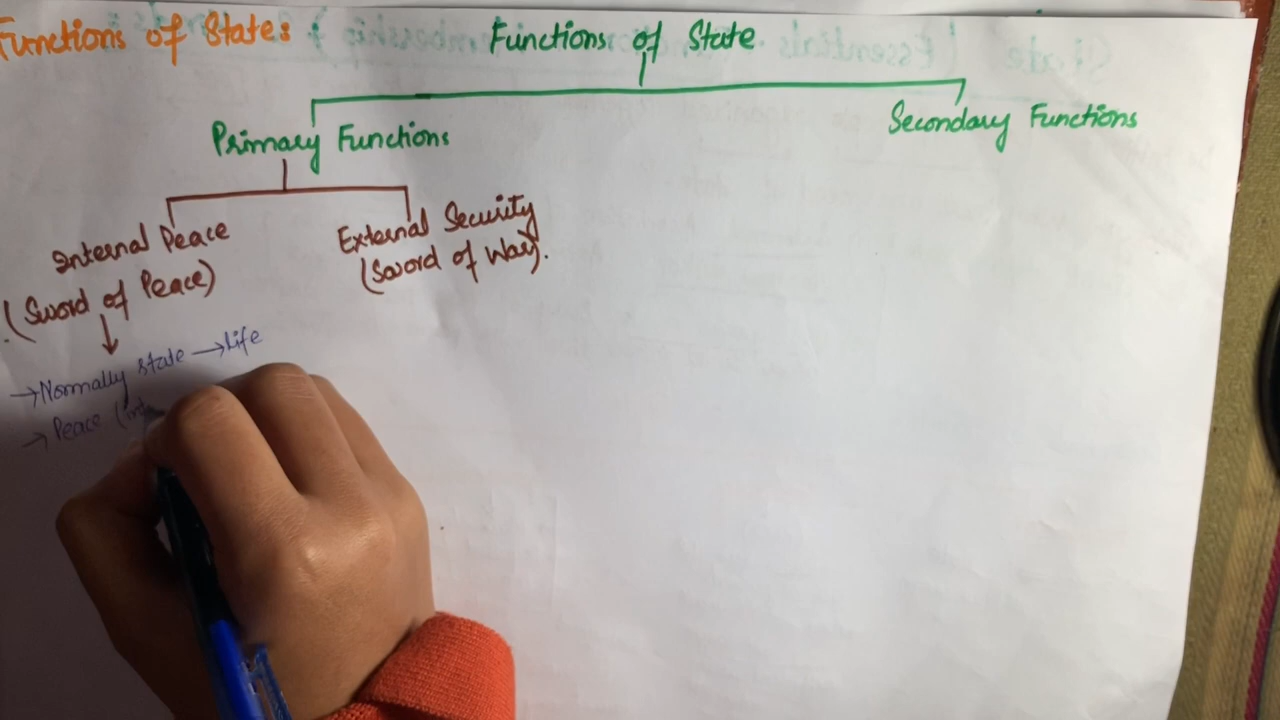 Functions of States :
Functions of State
Primary Functions
Secondary Functions
Internal Peace
(Sword of Peace)
External Security
(Sword of War).
→Normally state →Life
→ Peace (int